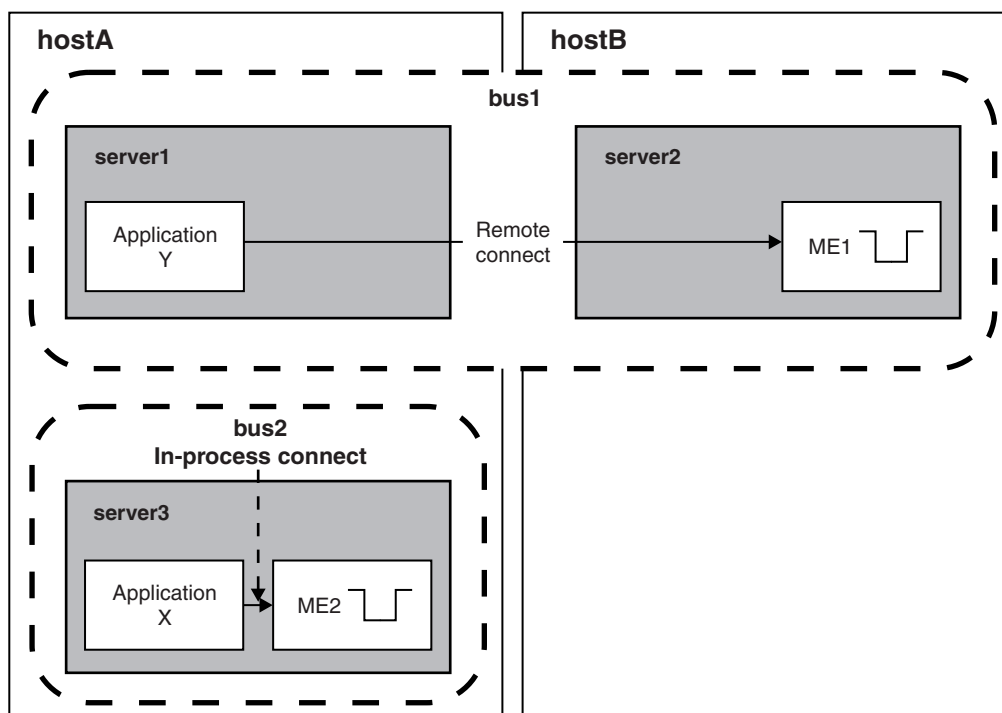 hostA
hostB
bus1
server1
server2
Application
Y
Remote
connect
ME1
bus2
In-process connect
server3
Application
X
ME2